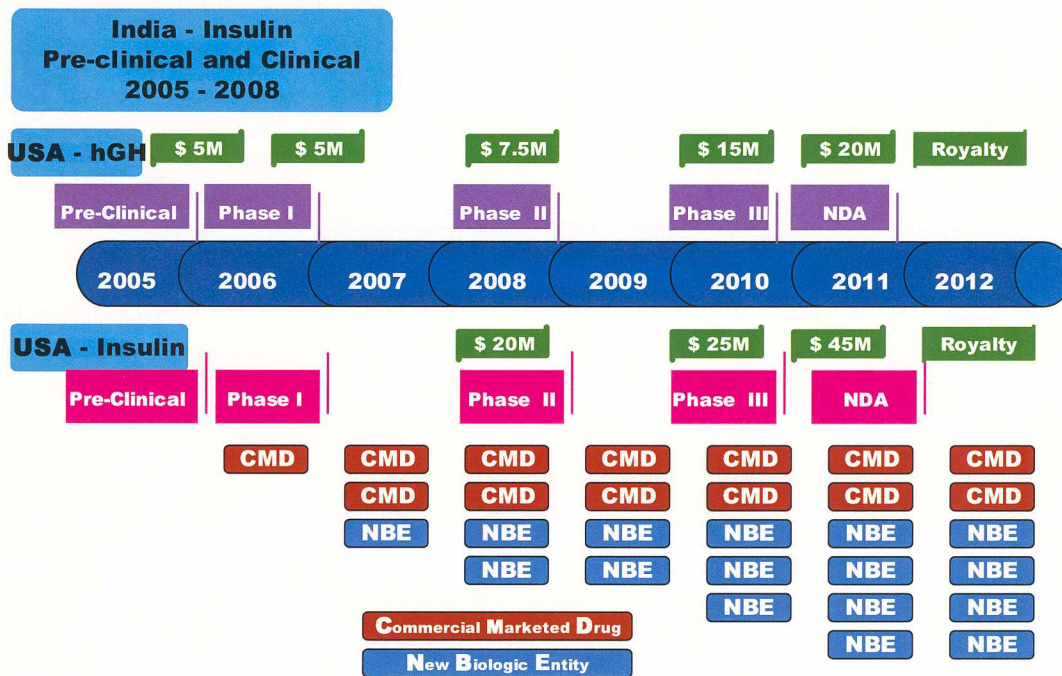 India - Insulin
Pre-clinical and Clinical
2005 - 2008
USA - hGH
$ 5M
$ 5M
$ 7.5M
$ 15M
$ 20M
Royalty
Pre-Clinical
Phase I
Phase II
Phase III
NDA
2005
2006
2007
2008
2009
2010
2011
2012
USA - Insulin
$ 20M
$ 25M
$ 45M
Royalty
Pre-Clinical
Phase I
Phase II
Phase III
NDA
CMD CMD CMD CMD CMD CMD CMD
CMD CMD CMD CMD CMD CMD
NBE NBE NBE NBE NBE NBE
NBE NBE NBE NBE NBE
NBE NBE NBE
NBE NBE
Commercial Marketed Drug
New Biologic Entity